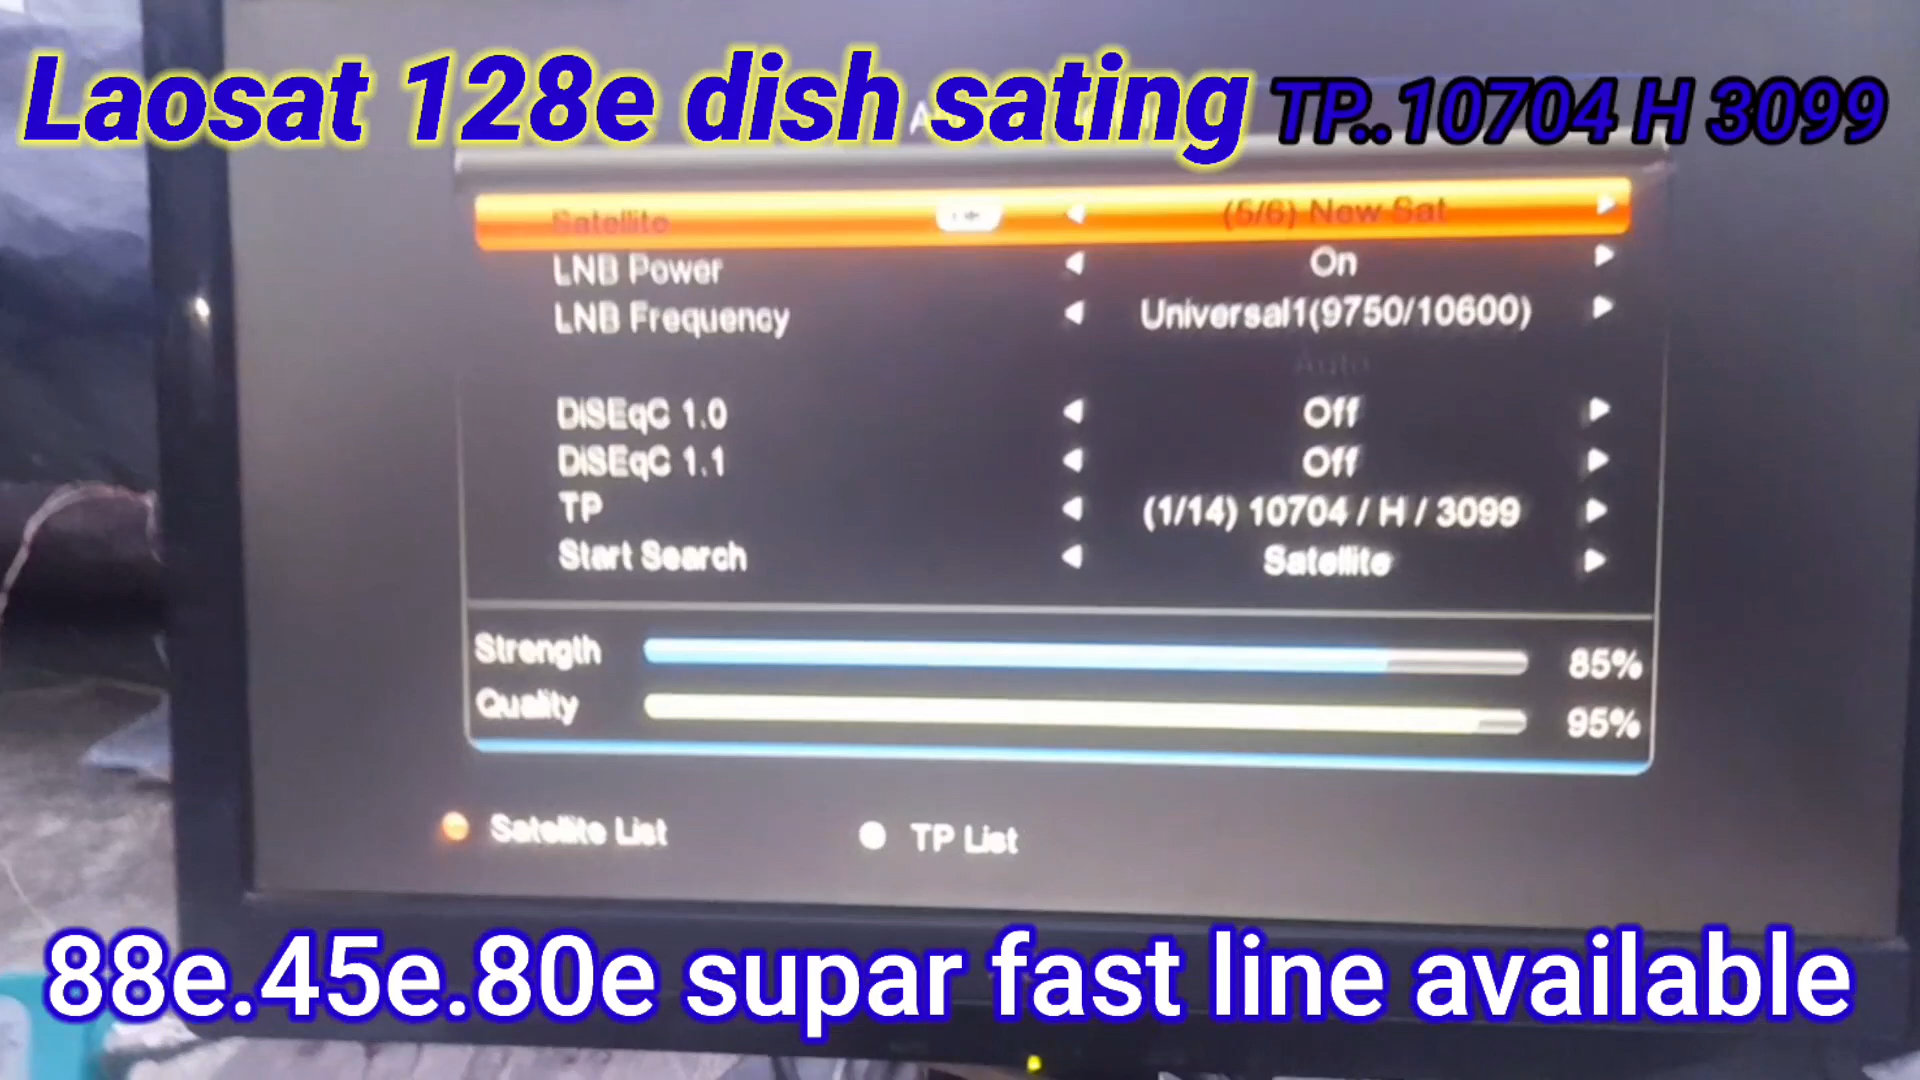 Laosat 128e dish sating TP..10704 H 3099
Satellite (5/6) New Sat
LNB Power On
LNB Frequency Universal1(9750/10600)
Auto
DiSEqC 1.0 Off
DiSEqC 1.1 Off
TP (1/14) 10704 / H / 3099
Start Search Satellite
Strength 85%
Quality 95%
Satellite List TP List
88e.45e.80e supar fast line available